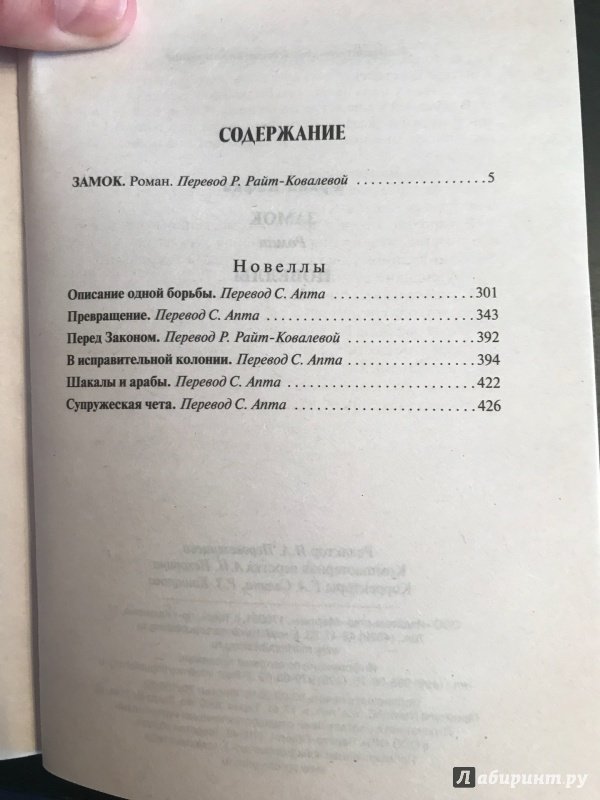 СОДЕРЖАНИЕ
ЗАМОК. Роман. Перевод Р. Райт-Ковалевой .................... 5
Новеллы
Описание одной борьбы. Перевод С. Апта ..................... 301
Превращение. Перевод С. Апта ............................... 343
Перед Законом. Перевод Р. Райт-Ковалевой ................... 392
В исправительной колонии. Перевод С. Апта .................. 394
Шакалы и арабы. Перевод С. Апта ............................ 422
Супружеская чета. Перевод С. Апта .......................... 426
Лабиринт.ру